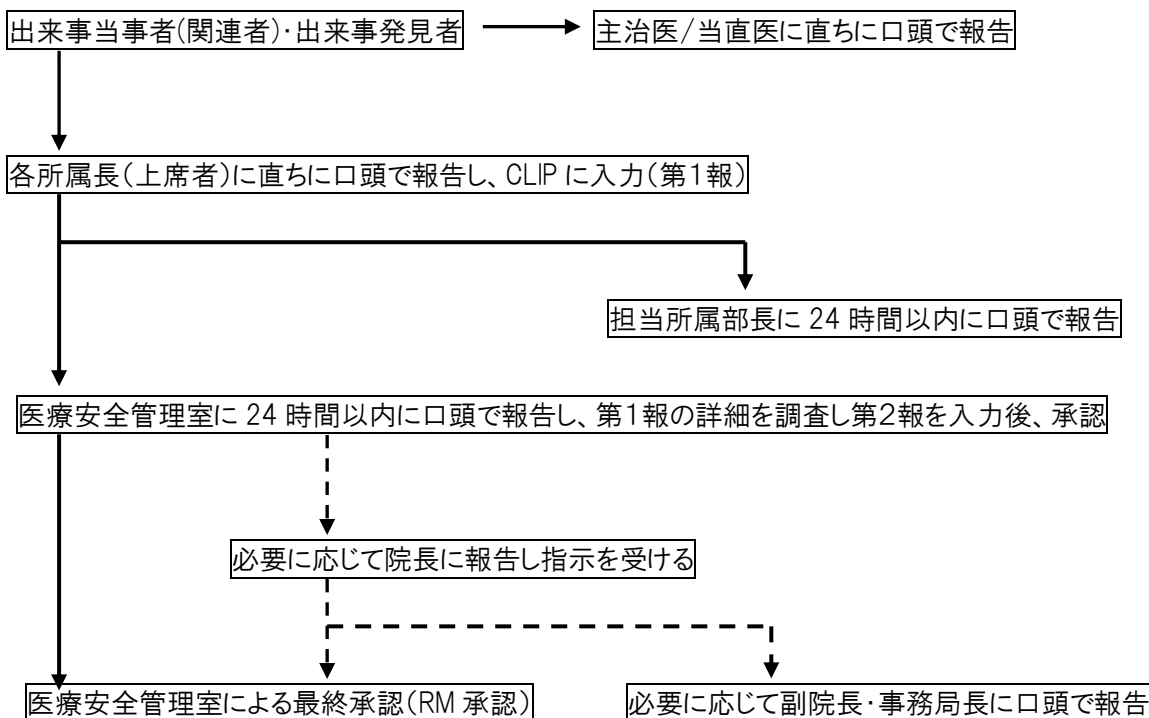 出来事当事者(関連者)・出来事発見者
主治医/当直医に直ちに口頭で報告
各所属長(上席者)に直ちに口頭で報告し、CLIP に入力(第1報)
担当所属部長に 24 時間以内に口頭で報告
医療安全管理室に 24 時間以内に口頭で報告し、第1報の詳細を調査し第2報を入力後、承認
必要に応じて院長に報告し指示を受ける
医療安全管理室による最終承認(RM 承認)
必要に応じて副院長・事務局長に口頭で報告